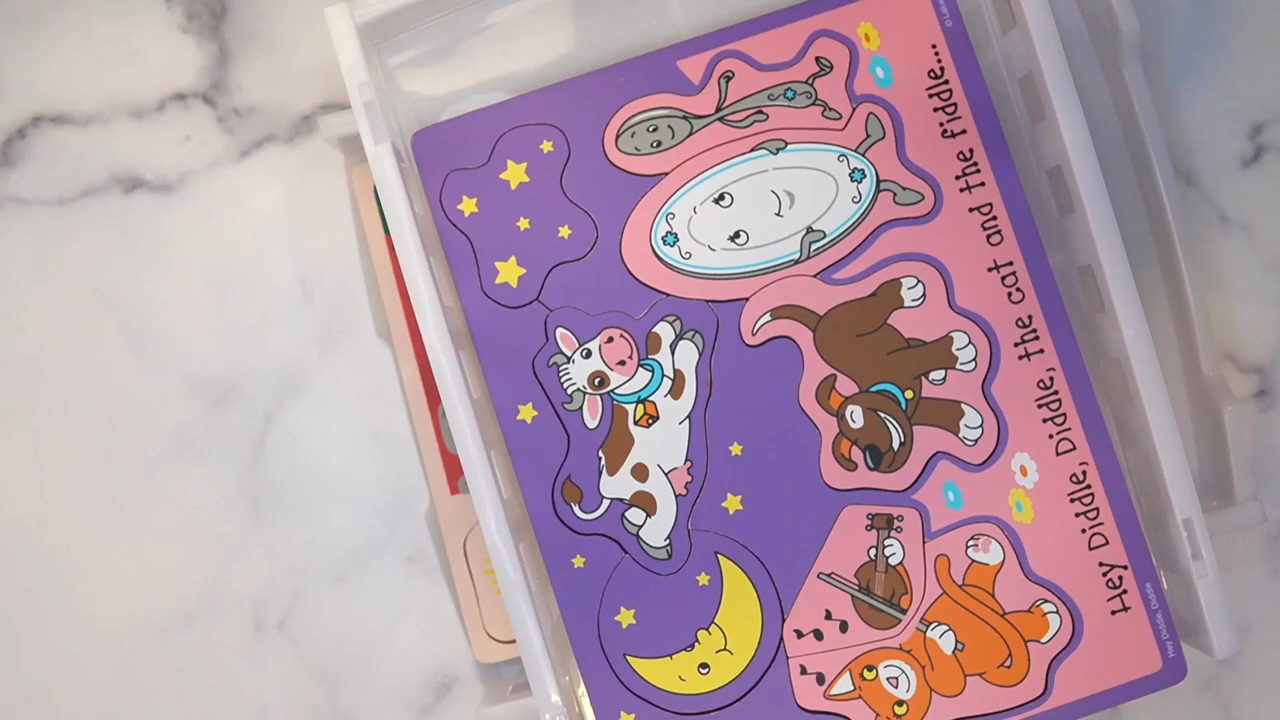 Hey Diddle, Diddle, the cat and the fiddle...
Hey Diddle, Diddle